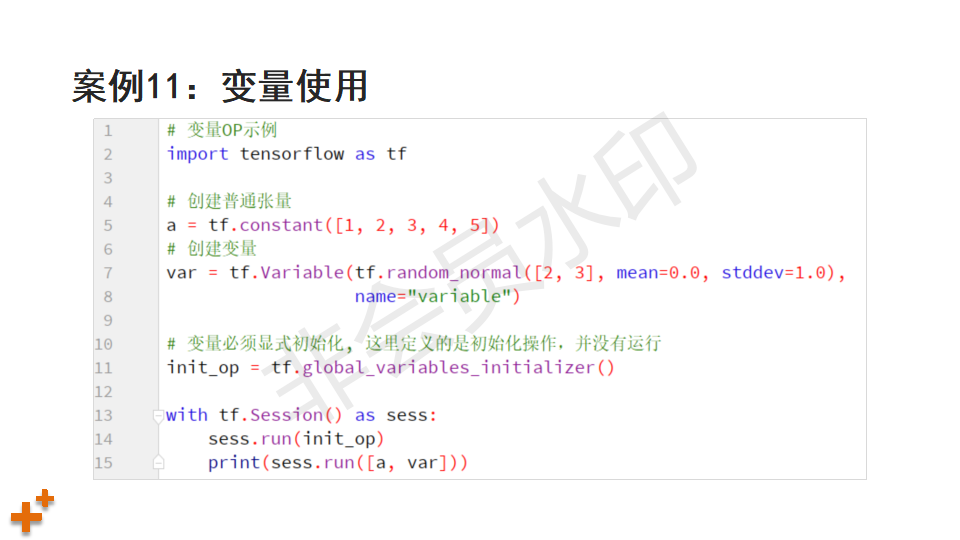 案例11：变量使用
1 # 变量OP示例
2 import tensorflow as tf
3
4 # 创建普通张量
5 a = tf.constant([1, 2, 3, 4, 5])
6 # 创建变量
7 var = tf.Variable(tf.random_normal([2, 3], mean=0.0, stddev=1.0),
8 name="variable")
9
10 # 变量必须显式初始化, 这里定义的是初始化操作，并没有运行
11 init_op = tf.global_variables_initializer()
12
13 with tf.Session() as sess:
14 sess.run(init_op)
15 print(sess.run([a, var]))
非会员水印